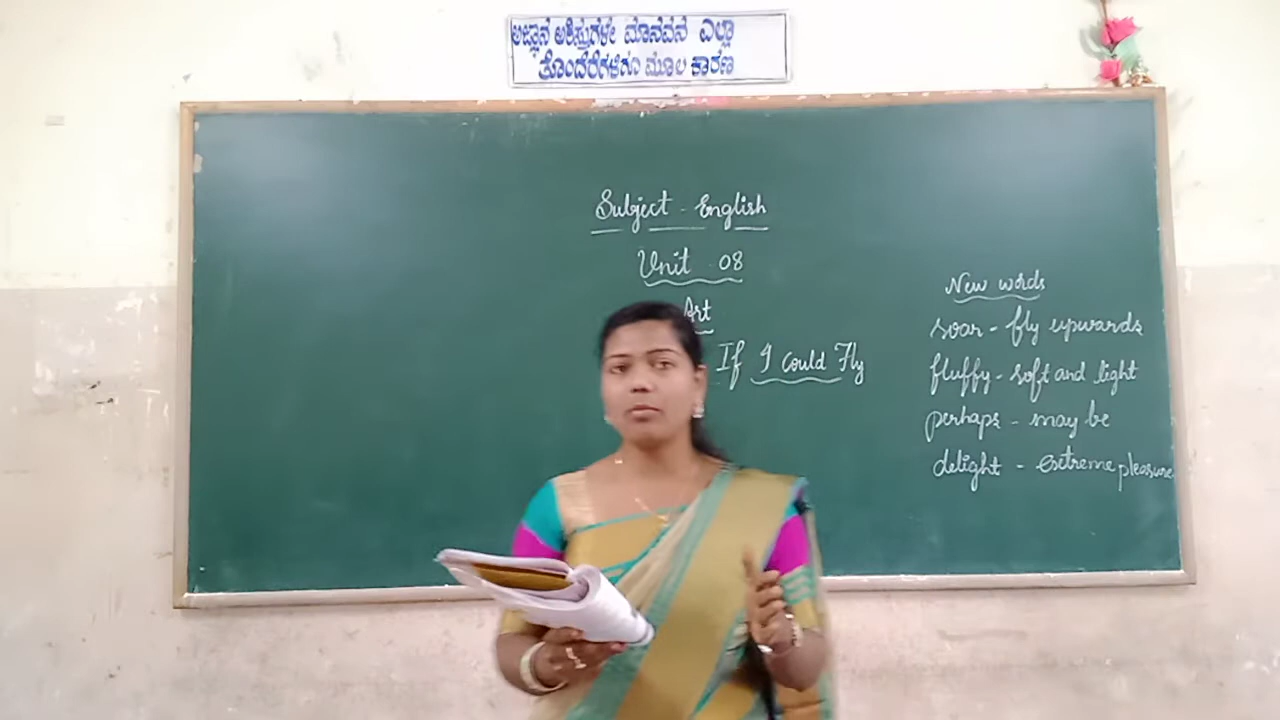 ಅಜ್ಞಾನ ಅಶಿಸ್ತುಗಳೇ ಮಾನವನ ಎಲ್ಲಾ
ತೊಂದರೆಗಳಿಗೂ ಮೂಲ ಕಾರಣ
Subject - English
Unit 08
Art
If I could Fly
New words
soar - fly upwards
fluffy - soft and light
perhaps - may be
delight - extreme pleasure